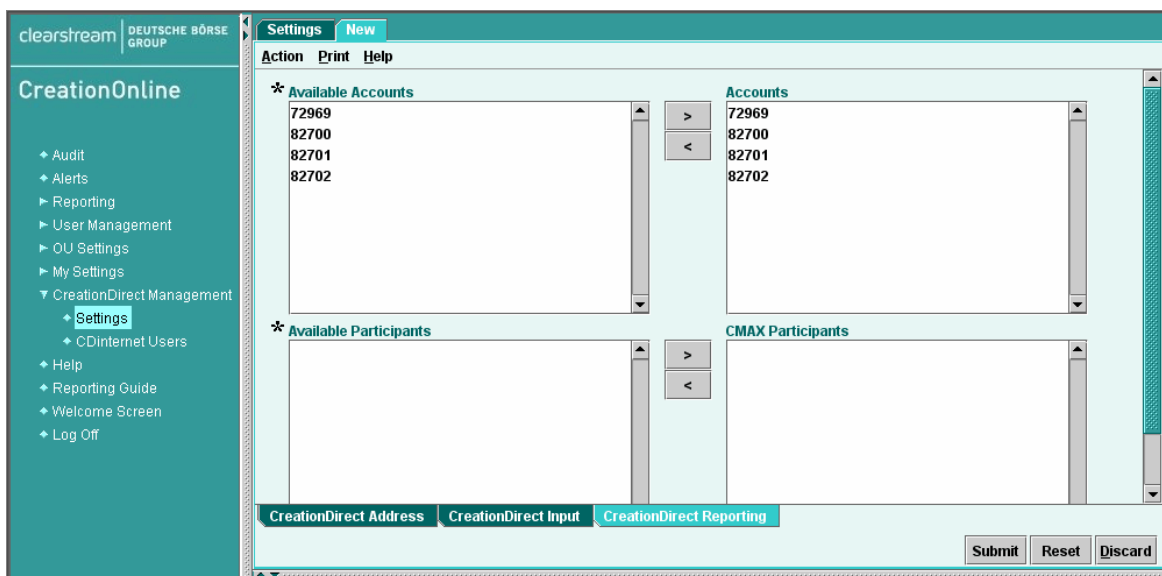 clearstream DEUTSCHE BÖRSE GROUP
CreationOnline
Audit
Alerts
Reporting
User Management
OU Settings
My Settings
CreationDirect Management
Settings
CDinternet Users
Help
Reporting Guide
Welcome Screen
Log Off
Settings New
Action Print Help
* Available Accounts
72969
82700
82701
82702
>
<
Accounts
72969
82700
82701
82702
* Available Participants
>
<
CMAX Participants
CreationDirect Address CreationDirect Input CreationDirect Reporting
Submit Reset Discard